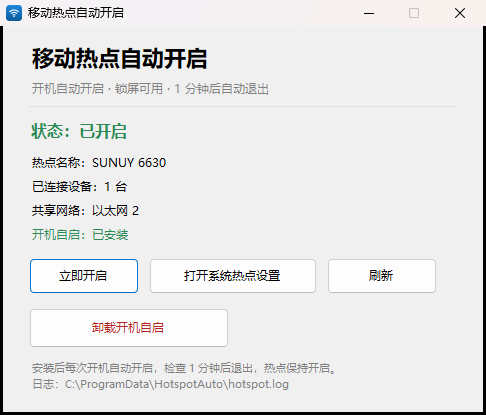 移动热点自动开启
移动热点自动开启
开机自动开启 · 锁屏可用 · 1 分钟后自动退出
状态：已开启
热点名称：SUNUY 6630
已连接设备：1 台
共享网络：以太网 2
开机自启：已安装
立即开启
打开系统热点设置
刷新
卸载开机自启
安装后每次开机自动开启，检查 1 分钟后退出，热点保持开启。
日志：C:\ProgramData\HotspotAuto\hotspot.log